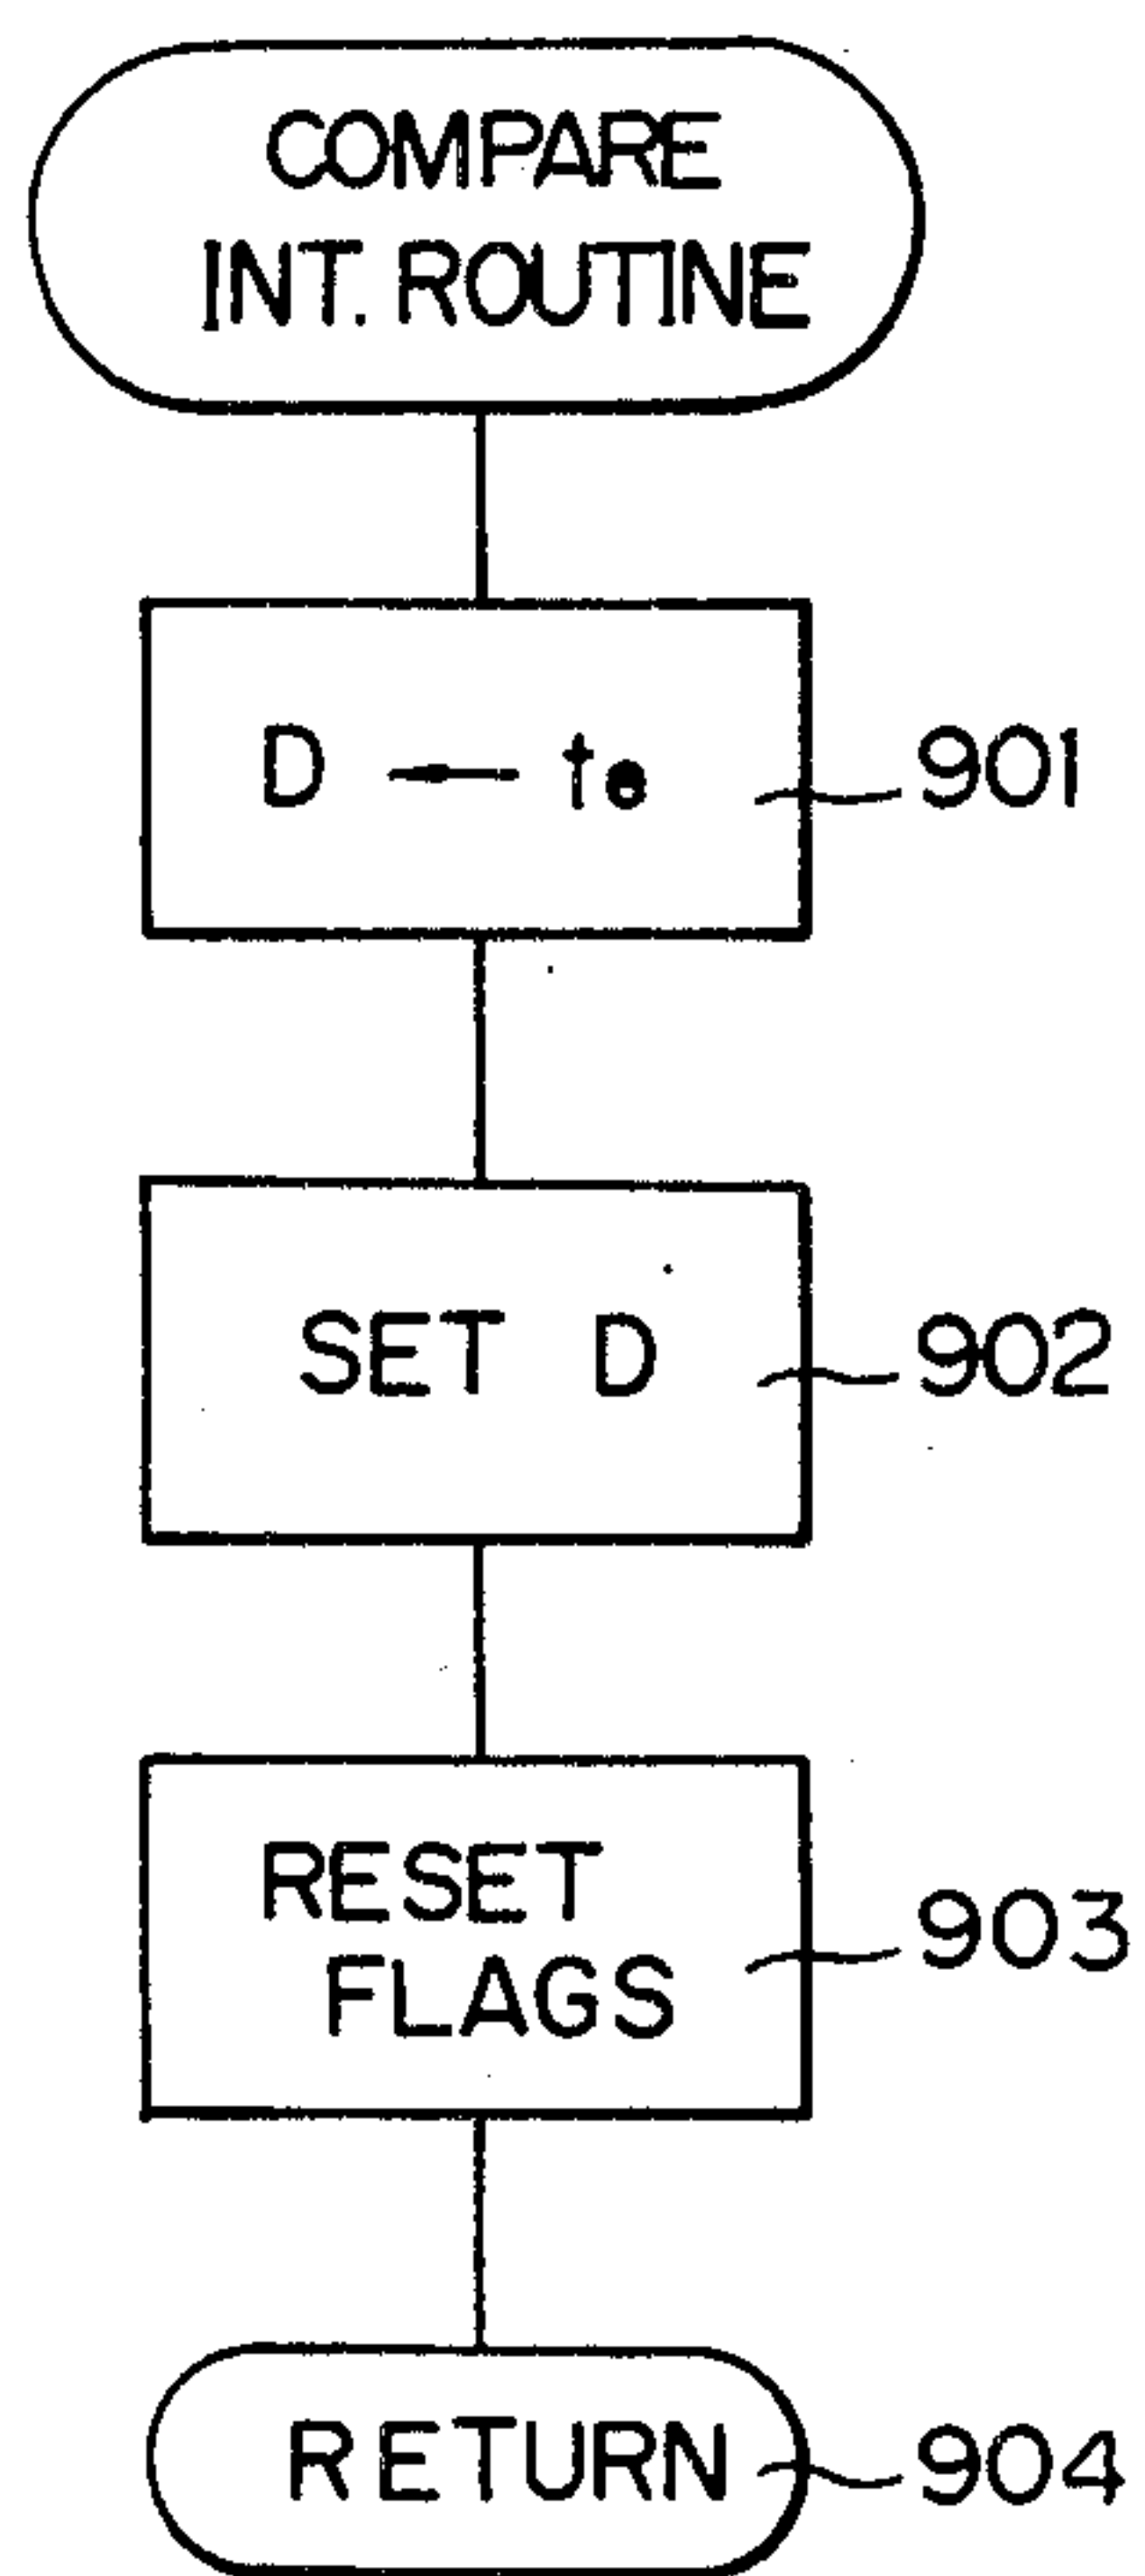 COMPARE
INT. ROUTINE
D ← te
901
SET D
902
RESET
FLAGS
903
RETURN
904